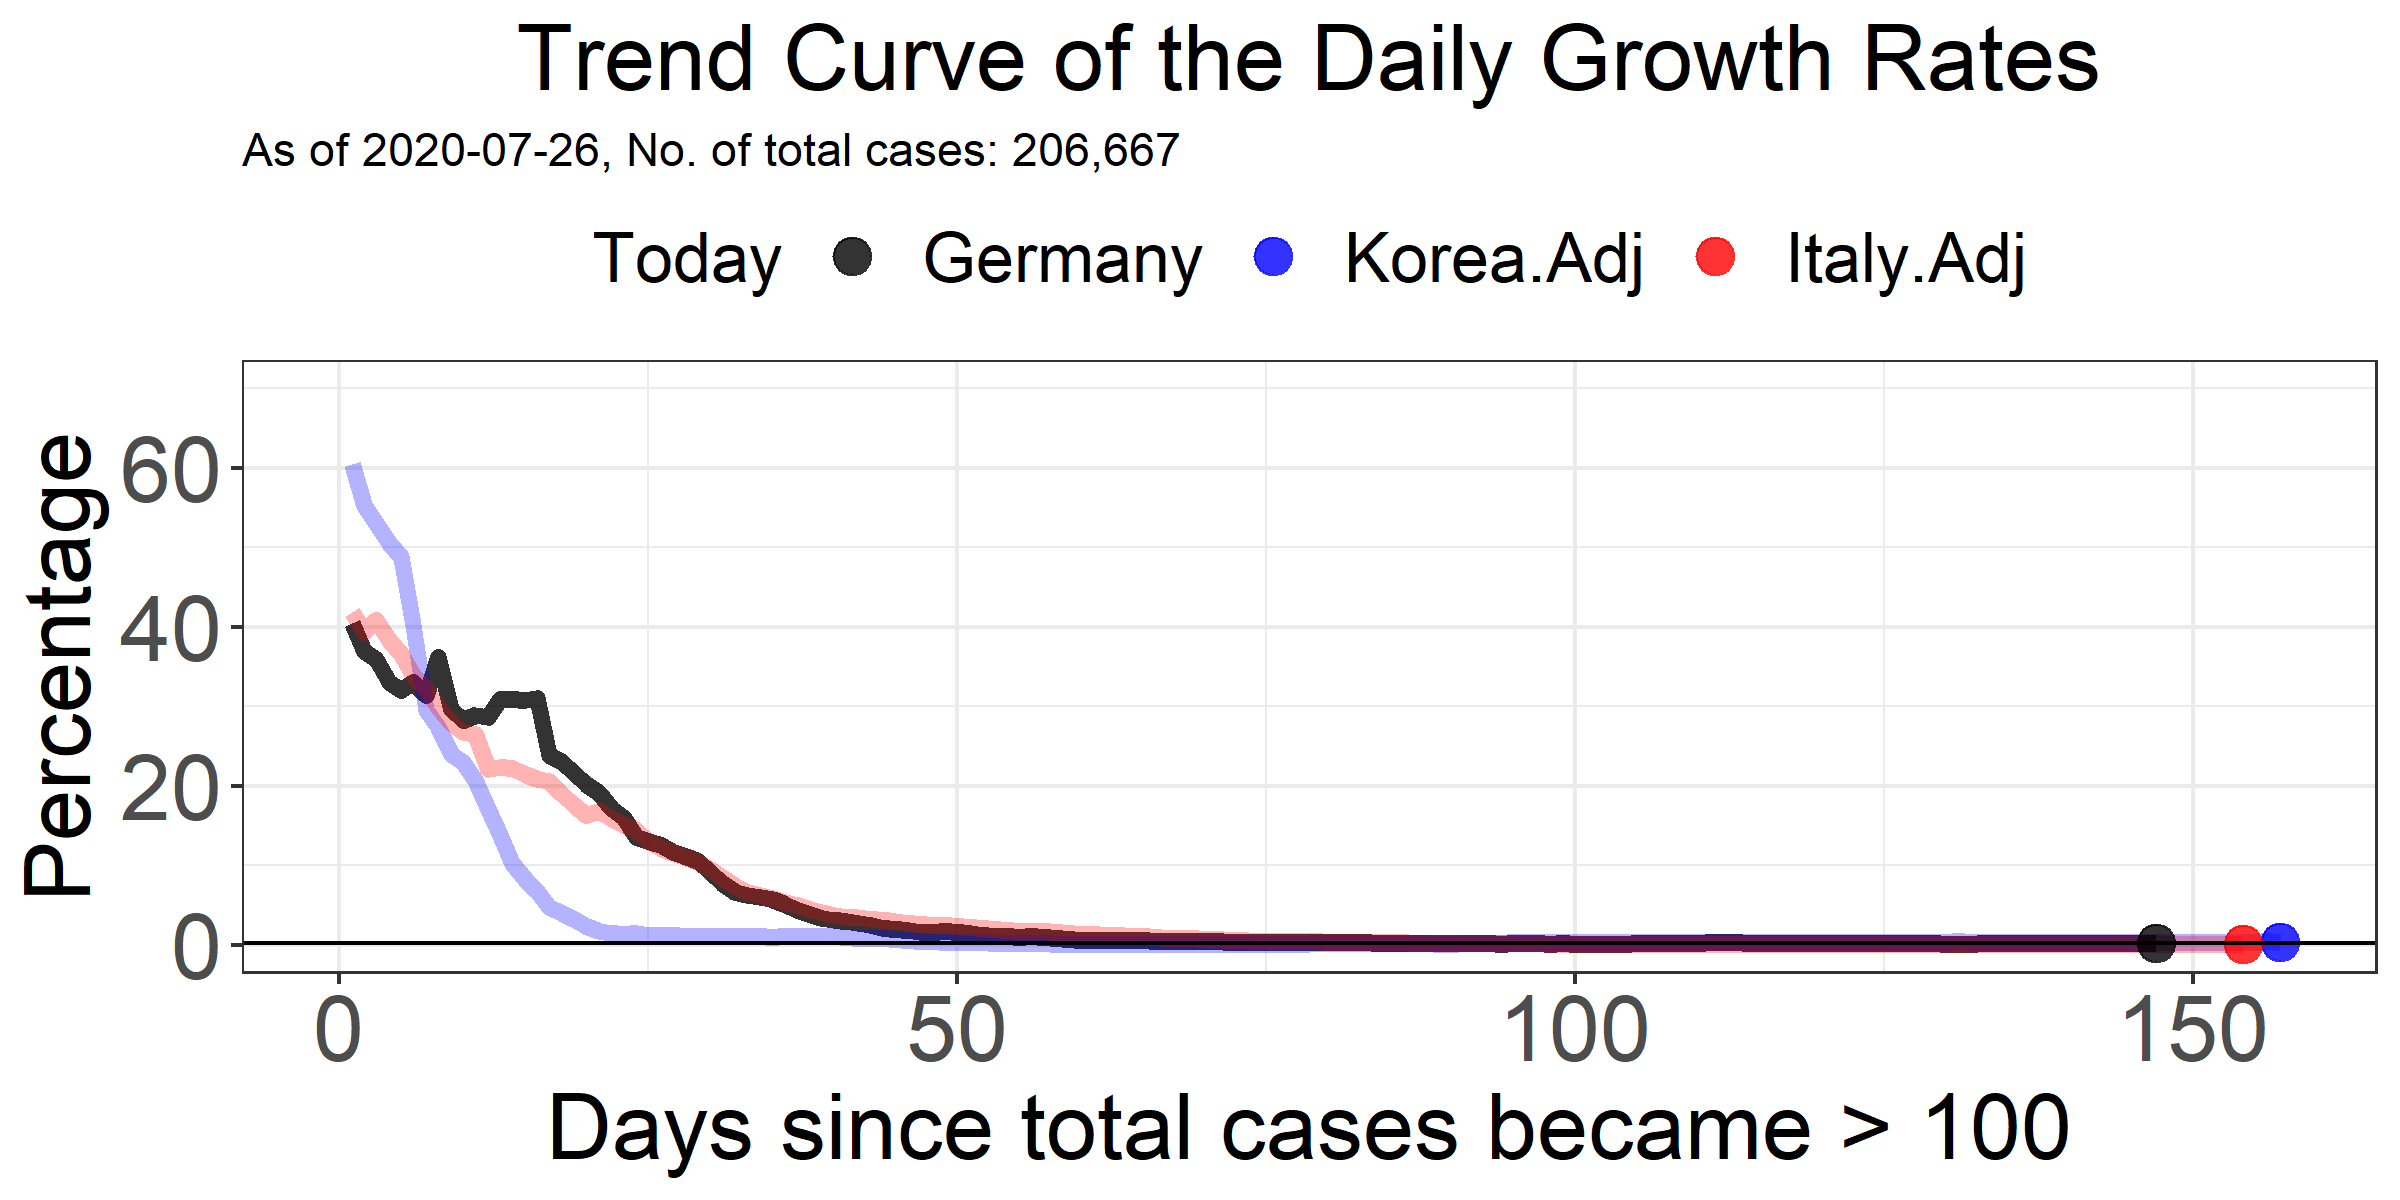 Trend Curve of the Daily Growth Rates
As of 2020-07-26, No. of total cases: 206,667
Today Germany Korea.Adj Italy.Adj
Percentage
60
40
20
0
0 50 100 150
Days since total cases became > 100